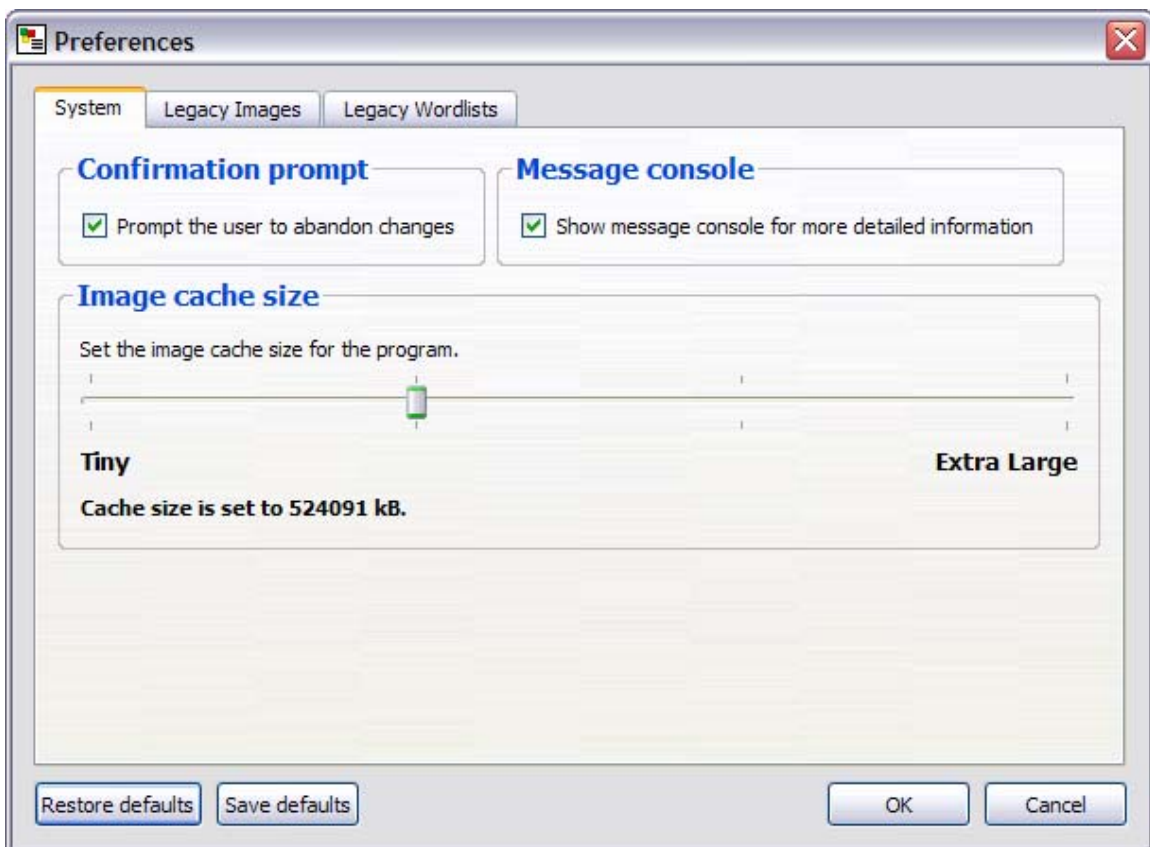 Preferences
System Legacy Images Legacy Wordlists
Confirmation prompt Message console
Prompt the user to abandon changes Show message console for more detailed information
Image cache size
Set the image cache size for the program.
Tiny Extra Large
Cache size is set to 524091 kB.
Restore defaults Save defaults OK Cancel